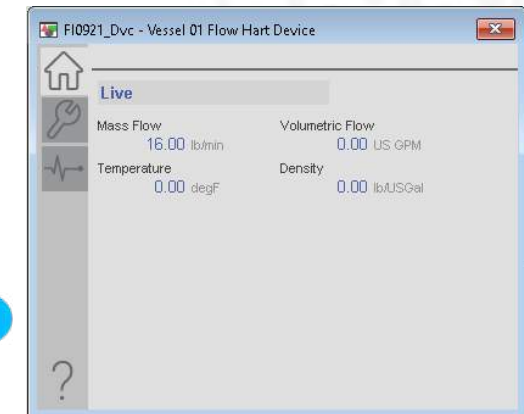 FI0921_Dvc - Vessel 01 Flow Hart Device
Live
Mass Flow Volumetric Flow
16.00 lb/min 0.00 US GPM
Temperature Density
0.00 degF 0.00 lb/USGal
?